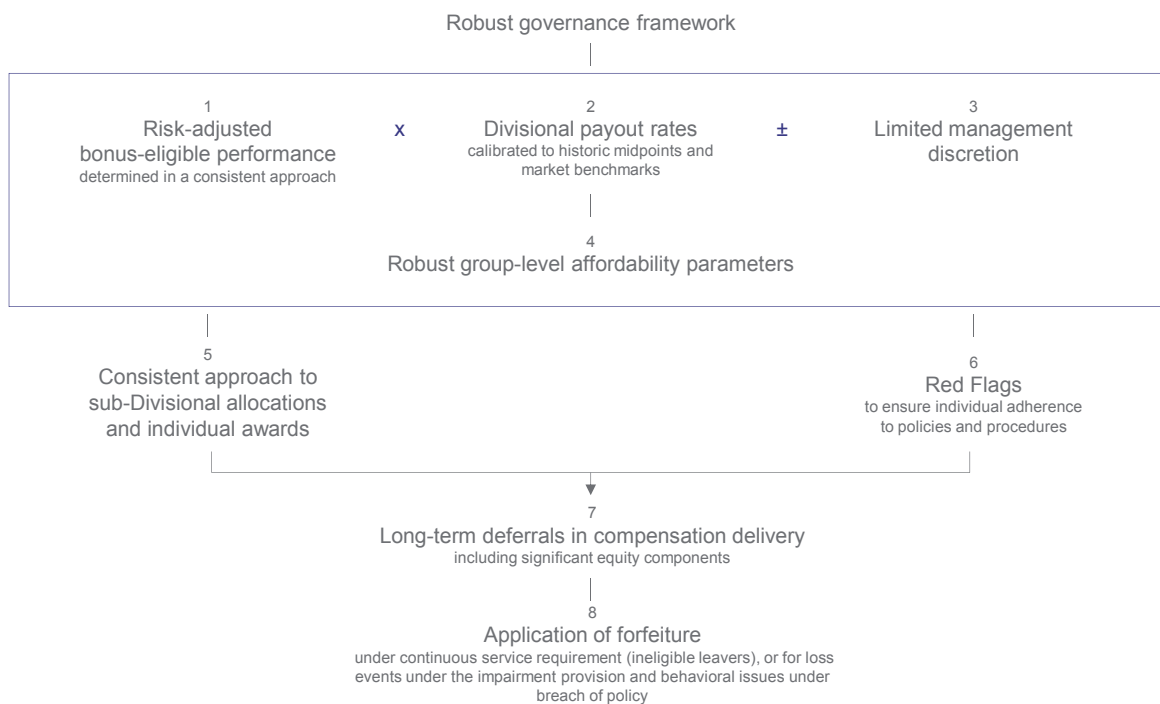 Robust governance framework
1
Risk-adjusted
bonus-eligible performance
determined in a consistent approach
x
2
Divisional payout rates
calibrated to historic midpoints and
market benchmarks
±
3
Limited management
discretion
4
Robust group-level affordability parameters
5
Consistent approach to
sub-Divisional allocations
and individual awards
6
Red Flags
to ensure individual adherence
to policies and procedures
7
Long-term deferrals in compensation delivery
including significant equity components
8
Application of forfeiture
under continuous service requirement (ineligible leavers), or for loss
events under the impairment provision and behavioral issues under
breach of policy